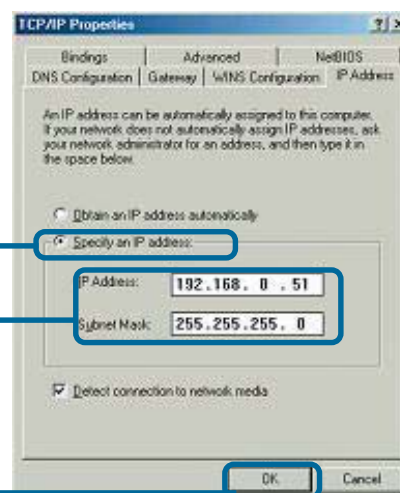 TCP/IP Properties ? ×
Bindings Advanced NetBIOS
DNS Configuration Gateway WINS Configuration IP Address
An IP address can be automatically assigned to this computer.
If your network does not automatically assign IP addresses, ask
your network administrator for an address, and then type it in
the space below.
Obtain an IP address automatically
Specify an IP address:
IP Address: 192.168. 0 .51
Subnet Mask: 255.255.255. 0
Detect connection to network media
OK Cancel